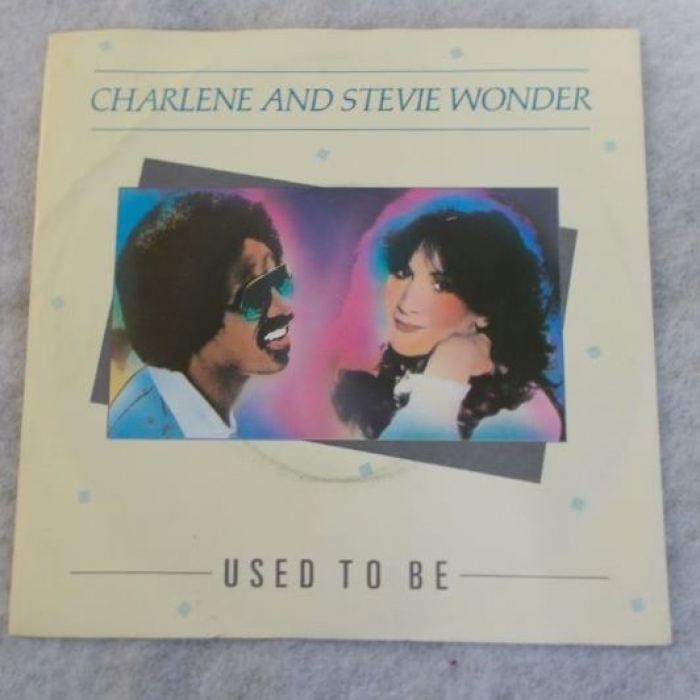 CHARLENE AND STEVIE WONDER
USED TO BE